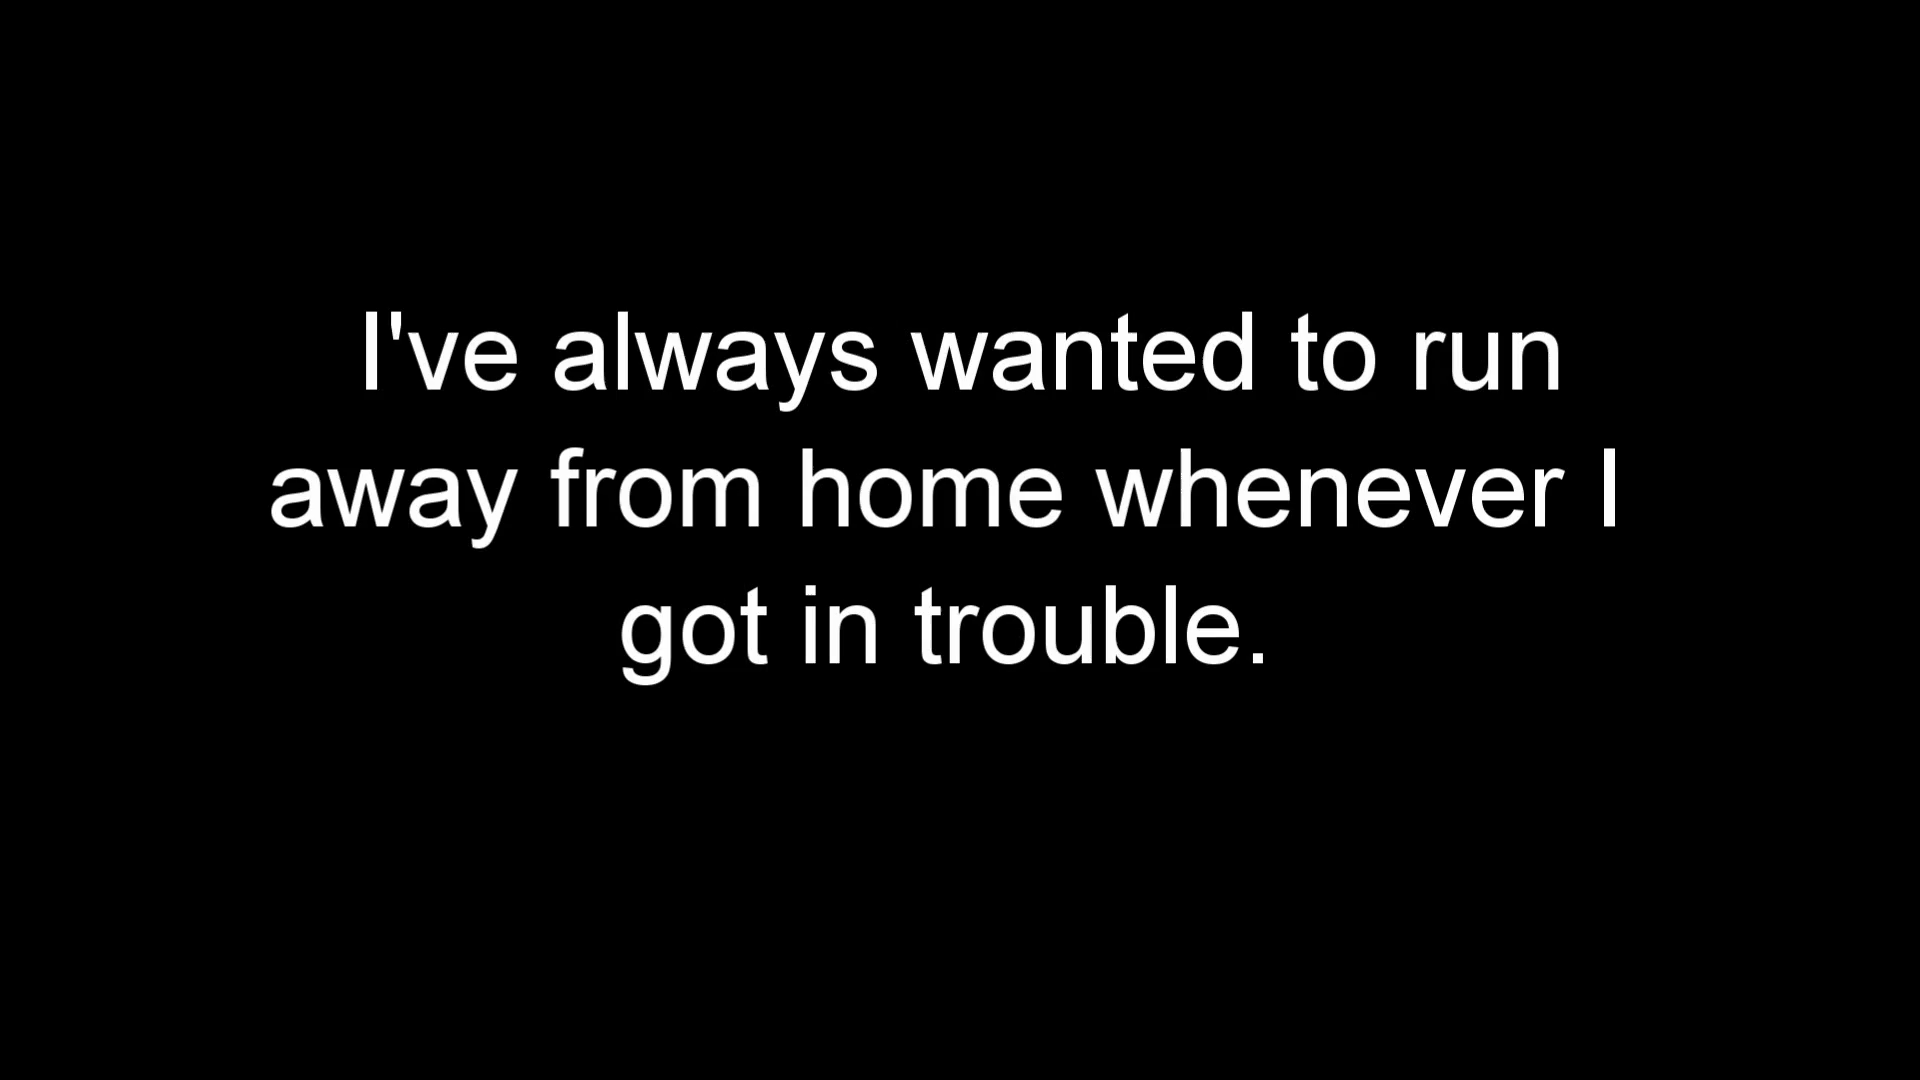 I've always wanted to run
away from home whenever I
got in trouble.